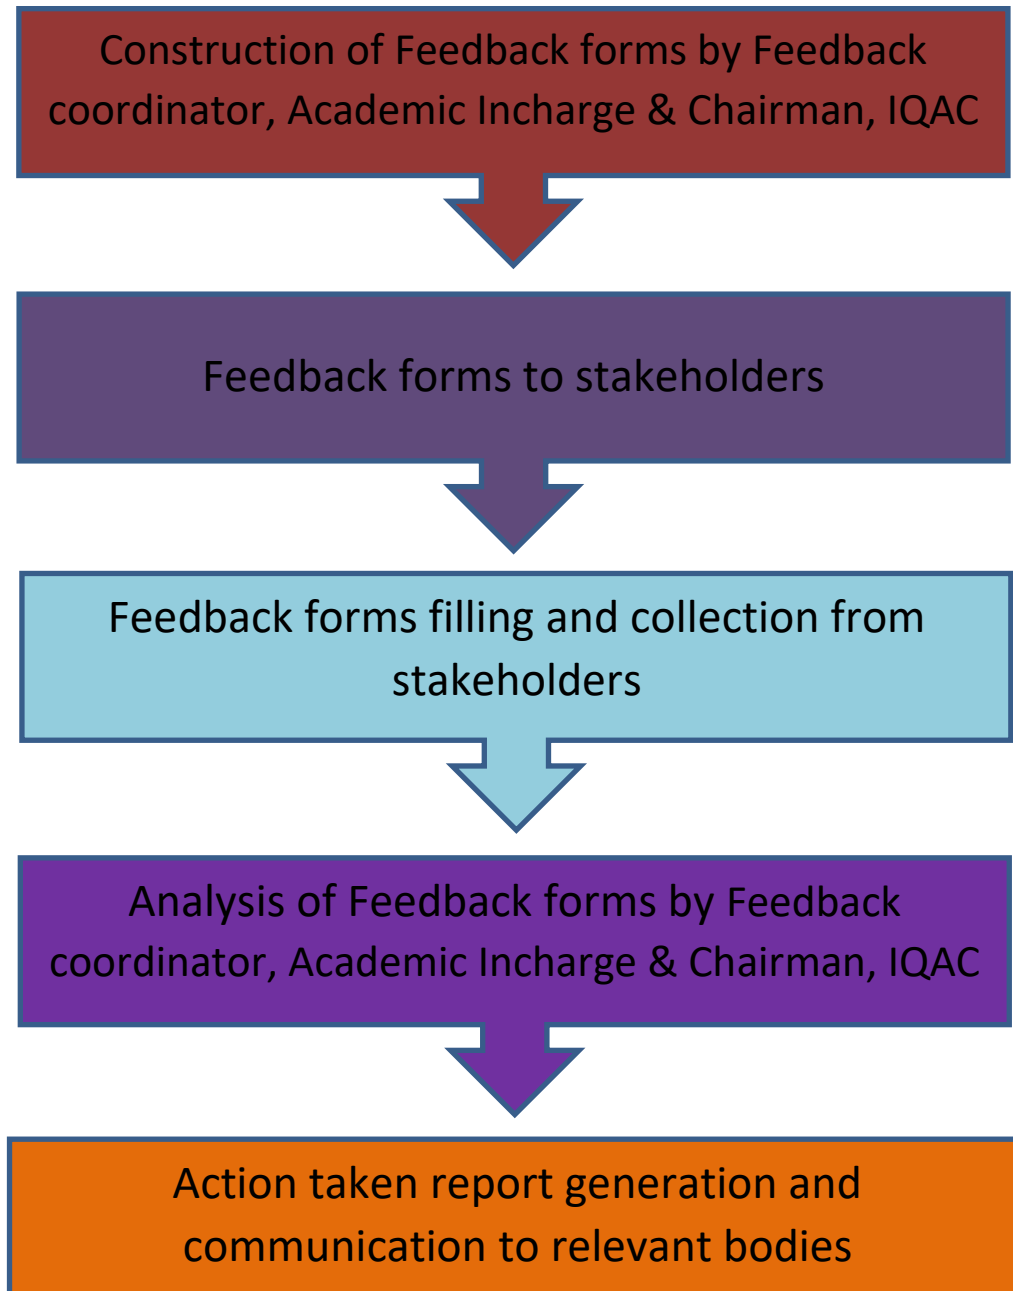 Construction of Feedback forms by Feedback
coordinator, Academic Incharge & Chairman, IQAC
Feedback forms to stakeholders
Feedback forms filling and collection from
stakeholders
Analysis of Feedback forms by Feedback
coordinator, Academic Incharge & Chairman, IQAC
Action taken report generation and
communication to relevant bodies